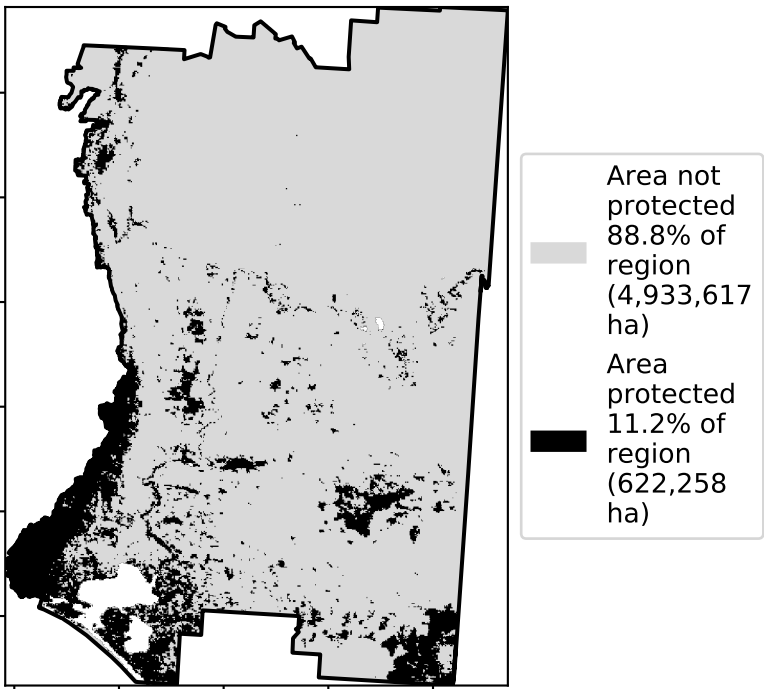 Area not
protected
88.8% of
region
(4,933,617
ha)
Area
protected
11.2% of
region
(622,258
ha)